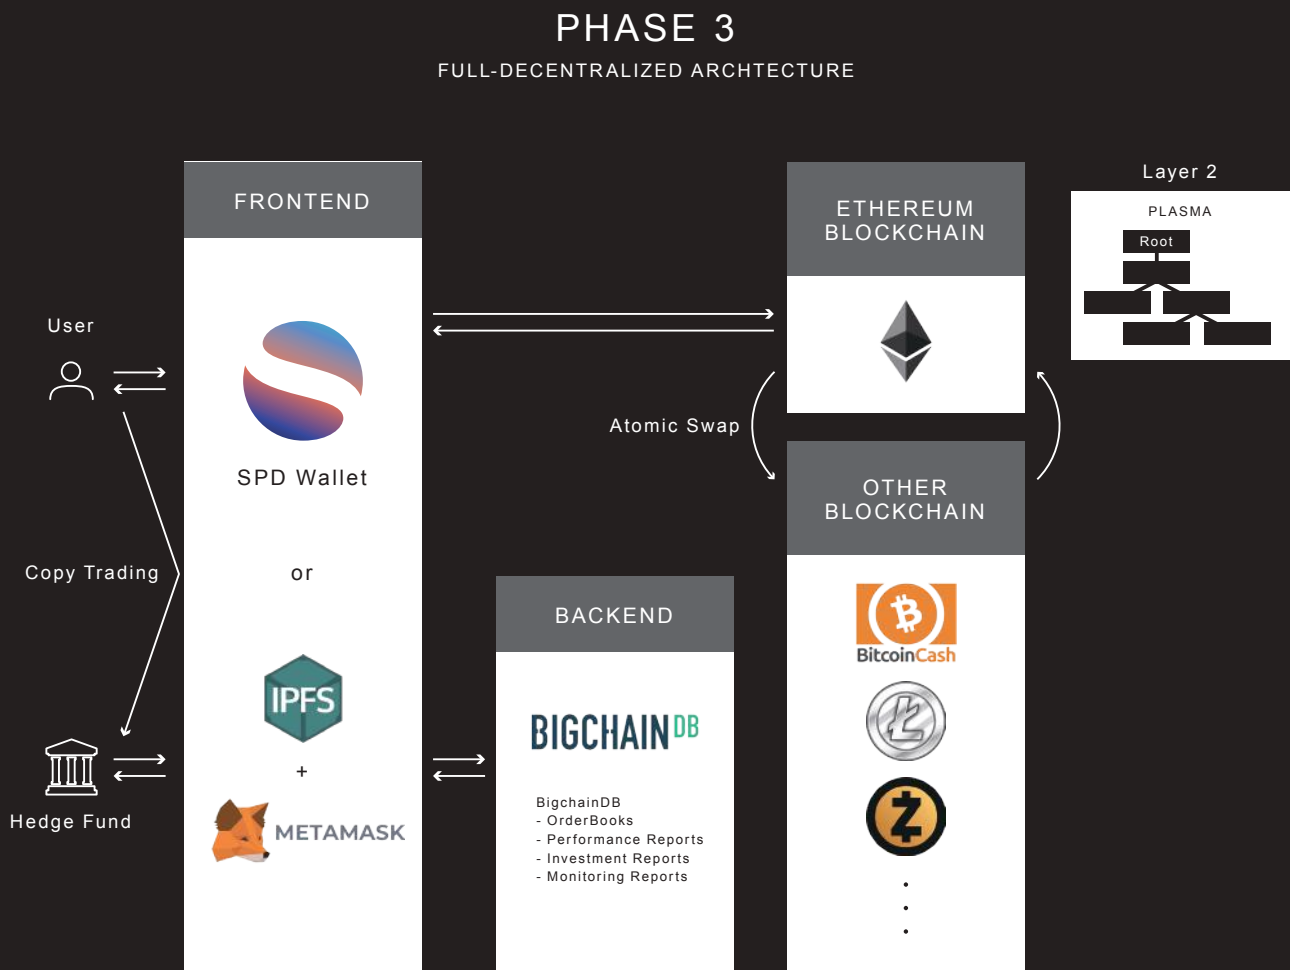 PHASE 3
FULL-DECENTRALIZED ARCHTECTURE
FRONTEND
User
SPD Wallet
Copy Trading
or
IPFS
+
METAMASK
Hedge Fund
BACKEND
BIGCHAINDB
BigchainDB
- OrderBooks
- Performance Reports
- Investment Reports
- Monitoring Reports
ETHEREUM
BLOCKCHAIN
Atomic Swap
OTHER
BLOCKCHAIN
BitcoinCash
Layer 2
PLASMA
Root